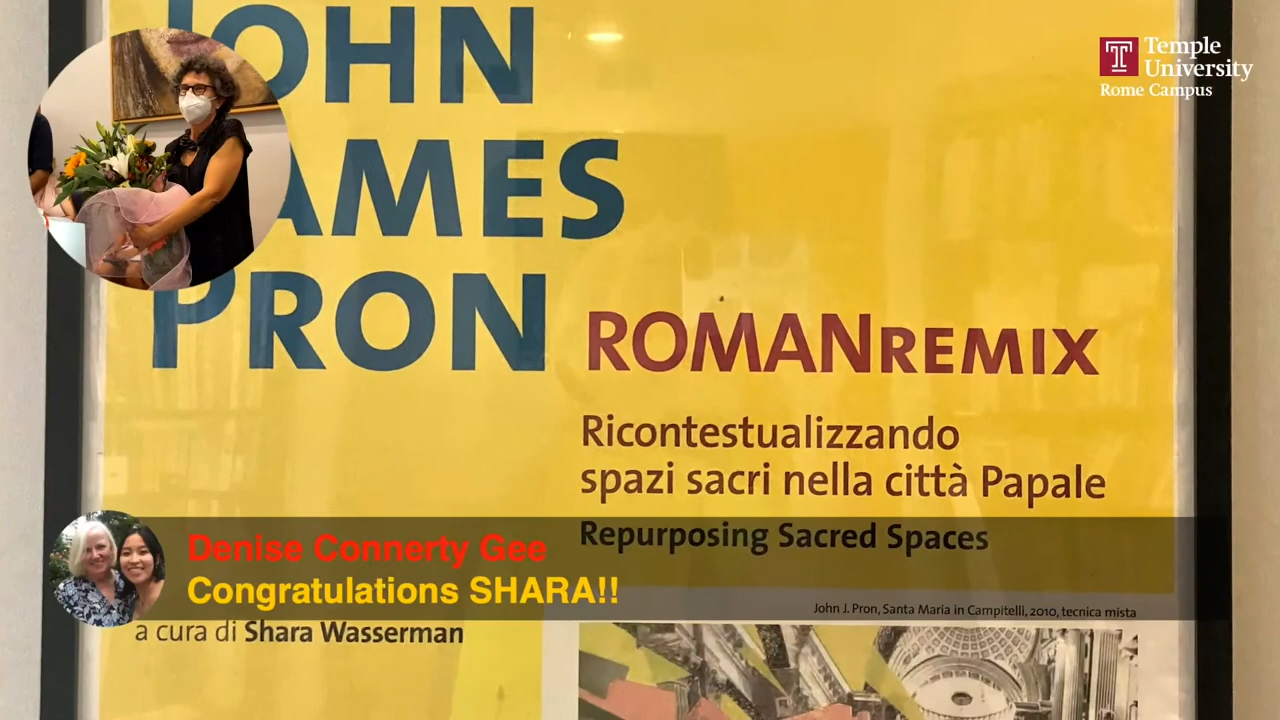 JOHN
JAMES
PRON
Temple
University
Rome Campus
ROMANREMIX
Ricontestualizzando
spazi sacri nella città Papale
Repurposing Sacred Spaces
Denise Connerty Gee
Congratulations SHARA!!
John J. Pron, Santa Maria in Campitelli, 2010, tecnica mista
a cura di Shara Wasserman